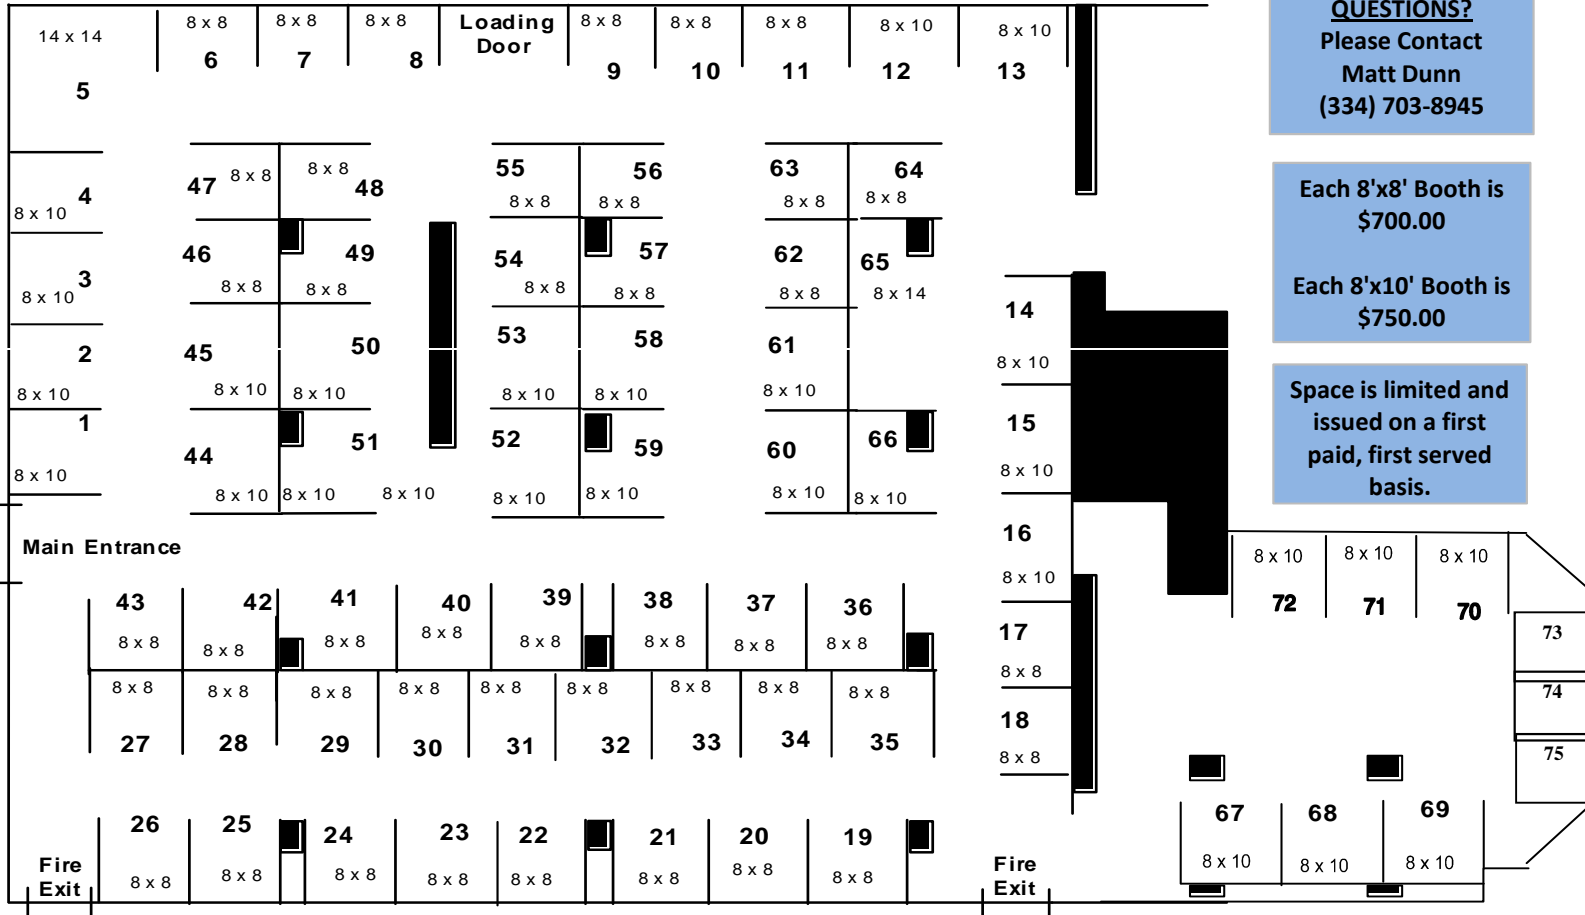 QUESTIONS?
Please Contact
Matt Dunn
(334) 703-8945
Each 8'x8' Booth is
$700.00
Each 8'x10' Booth is
$750.00
Space is limited and
issued on a first
paid, first served
basis.
14 x 14
5
8 x 8
6
8 x 8
7
8 x 8
8
Loading
Door
8 x 8
9
8 x 8
10
8 x 8
11
8 x 10
12
8 x 10
13
4
8 x 10
3
8 x 10
2
8 x 10
1
8 x 10
47
8 x 8
8 x 8
48
46
8 x 8
49
8 x 8
45
8 x 10
50
8 x 10
44
8 x 10
51
8 x 10
8 x 10
55
8 x 8
56
8 x 8
54
8 x 8
57
8 x 8
53
8 x 10
58
8 x 10
52
8 x 10
59
8 x 10
63
8 x 8
64
8 x 8
62
8 x 8
65
8 x 14
61
8 x 10
60
8 x 10
66
8 x 10
14
8 x 10
15
8 x 10
16
8 x 10
17
8 x 8
18
8 x 8
Main Entrance
43
8 x 8
42
8 x 8
41
8 x 8
40
8 x 8
39
8 x 8
38
8 x 8
37
8 x 8
36
8 x 8
8 x 8
27
8 x 8
28
8 x 8
29
8 x 8
30
8 x 8
31
8 x 8
32
8 x 8
33
8 x 8
34
8 x 8
35
26
8 x 8
25
8 x 8
24
8 x 8
23
8 x 8
22
8 x 8
21
8 x 8
20
8 x 8
19
8 x 8
Fire
Exit
Fire
Exit
8 x 10
72
8 x 10
71
8 x 10
70
73
74
75
67
8 x 10
68
8 x 10
69
8 x 10